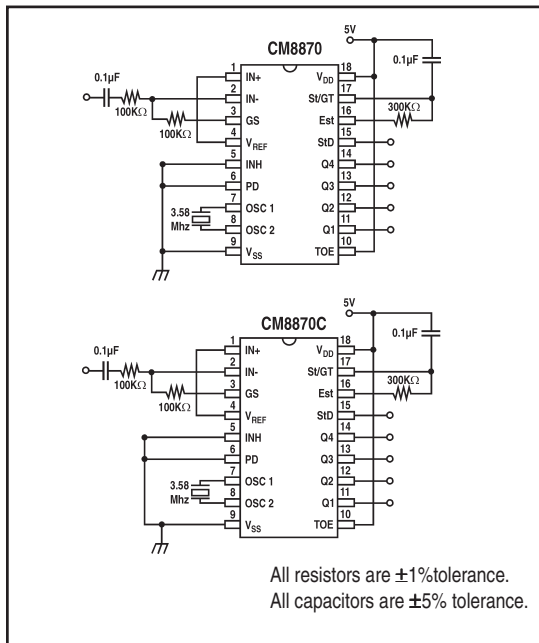 5V
CM8870
0.1µF
1 IN+
2 IN-
3 GS
4 VREF
5 INH
6 PD
7 OSC 1
8 OSC 2
9 VSS
18 VDD
17 St/GT
16 Est
15 StD
14 Q4
13 Q3
12 Q2
11 Q1
10 TOE
0.1µF
100KΩ
100KΩ
300KΩ
3.58
Mhz
5V
CM8870C
0.1µF
1 IN+
2 IN-
3 GS
4 VREF
5 INH
6 PD
7 OSC 1
8 OSC 2
9 VSS
18 VDD
17 St/GT
16 Est
15 StD
14 Q4
13 Q3
12 Q2
11 Q1
10 TOE
0.1µF
100KΩ
100KΩ
300KΩ
3.58
Mhz
All resistors are ±1%tolerance.
All capacitors are ±5% tolerance.